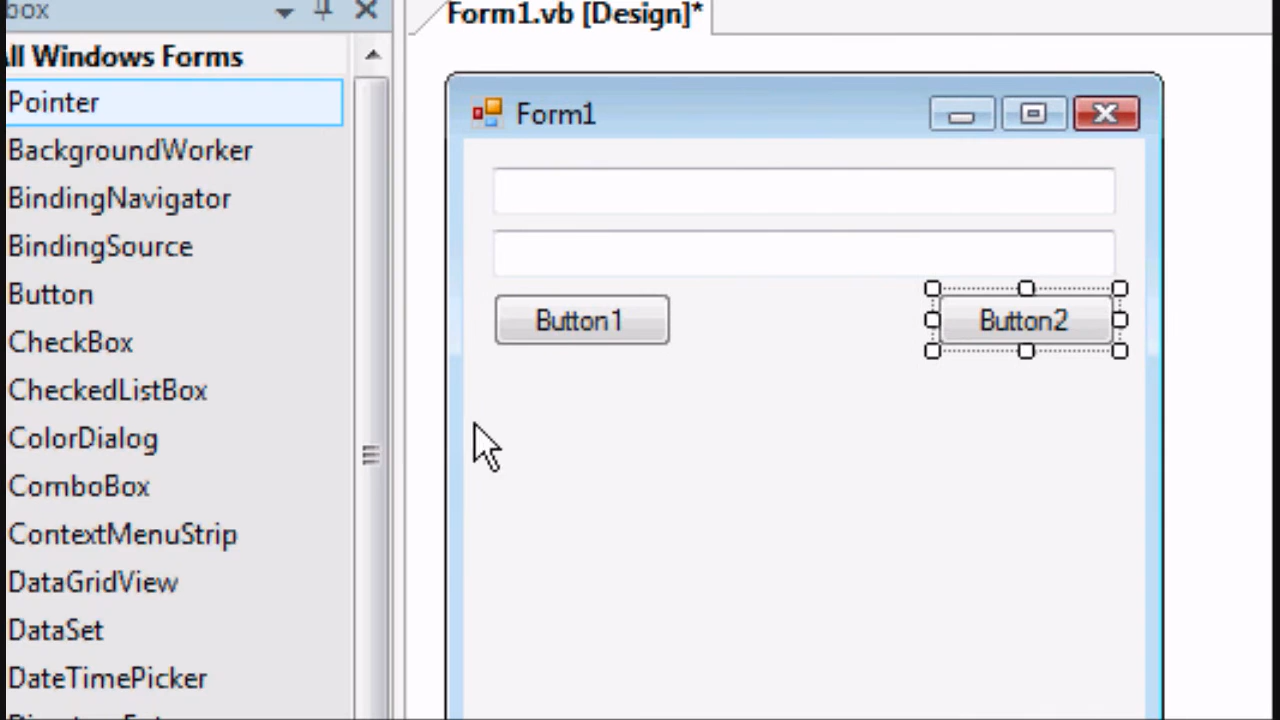 box
Form1.vb [Design]*
All Windows Forms
Pointer
BackgroundWorker
BindingNavigator
BindingSource
Button
CheckBox
CheckedListBox
ColorDialog
ComboBox
ContextMenuStrip
DataGridView
DataSet
DateTimePicker
Form1
Button1
Button2